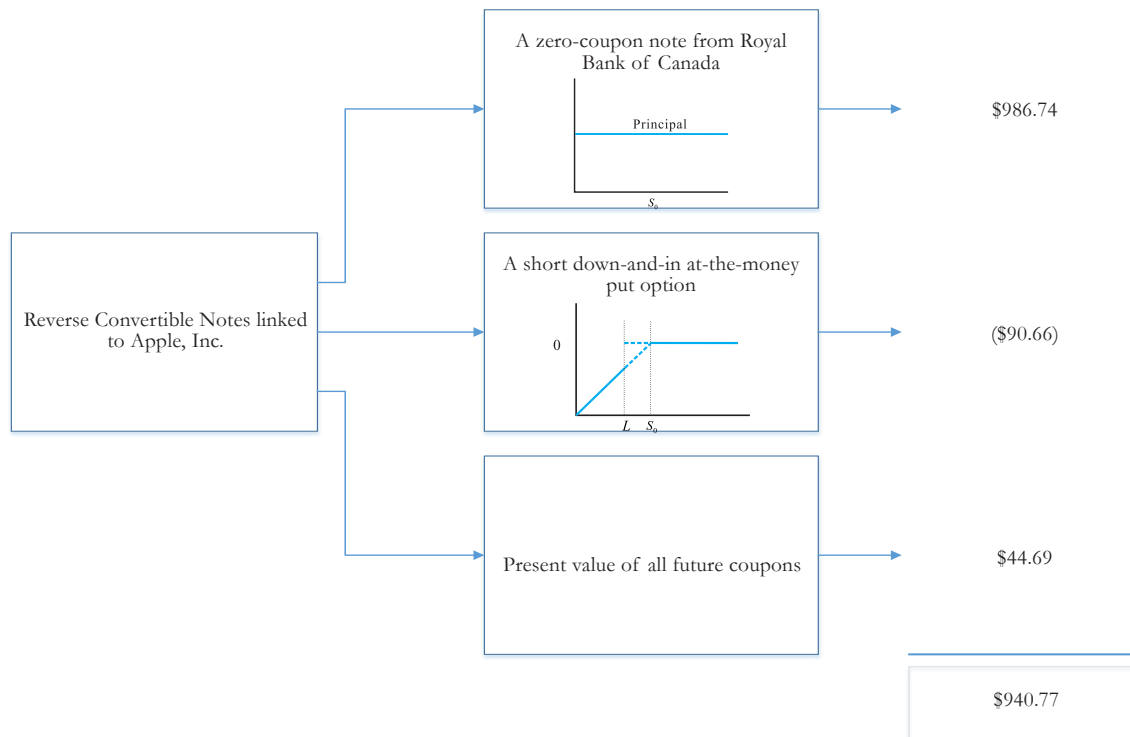 A zero-coupon note from Royal
Bank of Canada
Principal
S₀
$986.74
Reverse Convertible Notes linked
to Apple, Inc.
A short down-and-in at-the-money
put option
0
L S₀
($90.66)
Present value of all future coupons
$44.69
$940.77